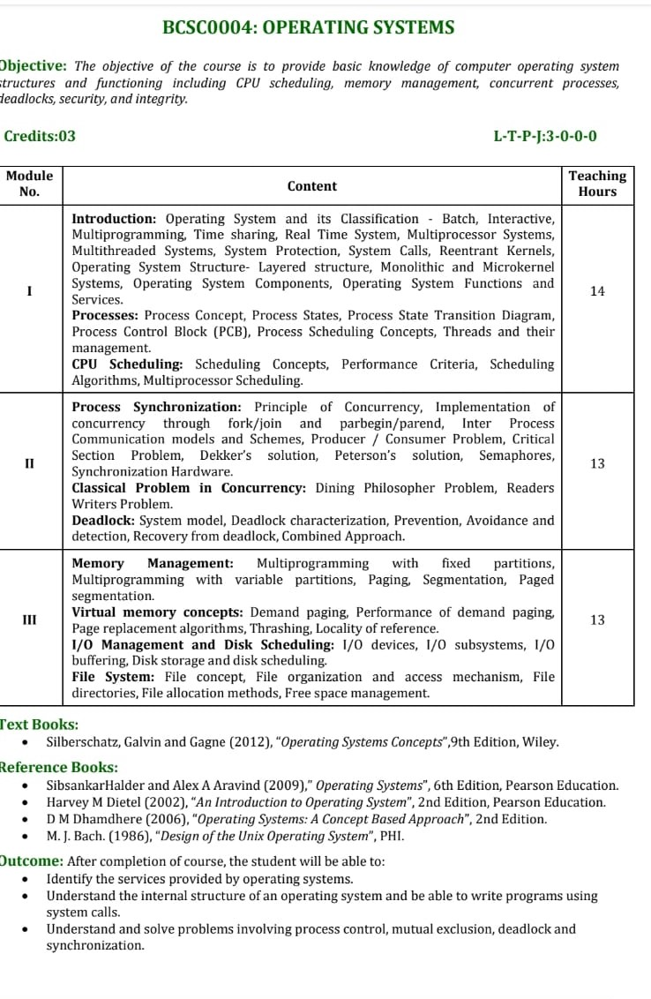 BCSC0004: OPERATING SYSTEMS
Objective: The objective of the course is to provide basic knowledge of computer operating system
structures and functioning including CPU scheduling, memory management, concurrent processes,
deadlocks, security, and integrity.
Credits:03 L-T-P-J:3-0-0-0
Module No. Content Teaching Hours
Introduction: Operating System and its Classification - Batch, Interactive,
Multiprogramming, Time sharing, Real Time System, Multiprocessor Systems,
Multithreaded Systems, System Protection, System Calls, Reentrant Kernels,
Operating System Structure- Layered structure, Monolithic and Microkernel
Systems, Operating System Components, Operating System Functions and
I 14
Services.
Processes: Process Concept, Process States, Process State Transition Diagram,
Process Control Block (PCB), Process Scheduling Concepts, Threads and their
management.
CPU Scheduling: Scheduling Concepts, Performance Criteria, Scheduling
Algorithms, Multiprocessor Scheduling.
Process Synchronization: Principle of Concurrency, Implementation of
concurrency through fork/join and parbegin/parend, Inter Process
Communication models and Schemes, Producer / Consumer Problem, Critical
Section Problem, Dekker's solution, Peterson's solution, Semaphores,
II 13
Synchronization Hardware.
Classical Problem in Concurrency: Dining Philosopher Problem, Readers
Writers Problem.
Deadlock: System model, Deadlock characterization, Prevention, Avoidance and
detection, Recovery from deadlock, Combined Approach.
Memory Management: Multiprogramming with fixed partitions,
Multiprogramming with variable partitions, Paging, Segmentation, Paged
segmentation.
Virtual memory concepts: Demand paging, Performance of demand paging,
III 13
Page replacement algorithms, Thrashing, Locality of reference.
I/O Management and Disk Scheduling: I/O devices, I/O subsystems, I/O
buffering, Disk storage and disk scheduling.
File System: File concept, File organization and access mechanism, File
directories, File allocation methods, Free space management.
Text Books:
• Silberschatz, Galvin and Gagne (2012), “Operating Systems Concepts”,9th Edition, Wiley.
Reference Books:
• SibsankarHalder and Alex A Aravind (2009),” Operating Systems”, 6th Edition, Pearson Education.
• Harvey M Dietel (2002), “An Introduction to Operating System”, 2nd Edition, Pearson Education.
• D M Dhamdhere (2006), “Operating Systems: A Concept Based Approach”, 2nd Edition.
• M. J. Bach. (1986), “Design of the Unix Operating System”, PHI.
Outcome: After completion of course, the student will be able to:
• Identify the services provided by operating systems.
• Understand the internal structure of an operating system and be able to write programs using
system calls.
• Understand and solve problems involving process control, mutual exclusion, deadlock and
synchronization.